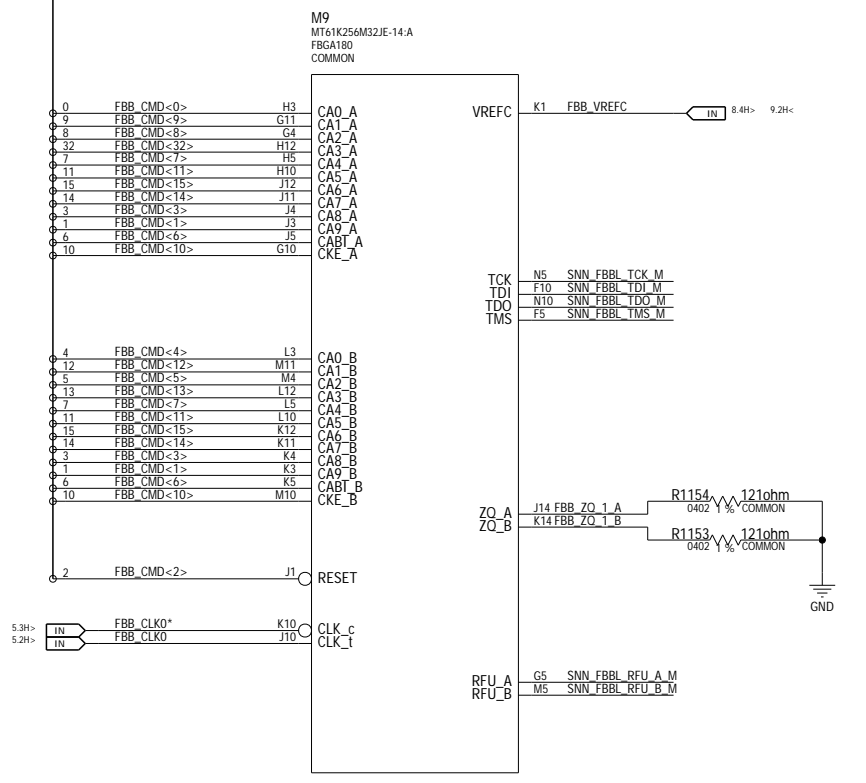 M9
MT61K256M32JE-14:A
FBGA180
COMMON
0 FBB_CMD<0> H3 CA0_A
9 FBB_CMD<9> G11 CA1_A
8 FBB_CMD<8> G4 CA2_A
32 FBB_CMD<32> H12 CA3_A
7 FBB_CMD<7> H5 CA4_A
11 FBB_CMD<11> H10 CA5_A
15 FBB_CMD<15> J12 CA6_A
14 FBB_CMD<14> J11 CA7_A
3 FBB_CMD<3> J4 CA8_A
1 FBB_CMD<1> J3 CA9_A
6 FBB_CMD<6> J5 CABI_A
10 FBB_CMD<10> G10 CKE_A
VREFC K1 FBB_VREFC IN 8.4H> 9.2H<
TCK N5 SNN_FBBL_TCK_M
TDI F10 SNN_FBBL_TDI_M
TDO N10 SNN_FBBL_TDO_M
TMS F5 SNN_FBBL_TMS_M
4 FBB_CMD<4> L3 CA0_B
12 FBB_CMD<12> M11 CA1_B
5 FBB_CMD<5> M4 CA2_B
13 FBB_CMD<13> L12 CA3_B
7 FBB_CMD<7> L5 CA4_B
11 FBB_CMD<11> L10 CA5_B
15 FBB_CMD<15> K12 CA6_B
14 FBB_CMD<14> K11 CA7_B
3 FBB_CMD<3> K4 CA8_B
1 FBB_CMD<1> K3 CA9_B
6 FBB_CMD<6> K5 CABI_B
10 FBB_CMD<10> M10 CKE_B
R1154 121ohm
0402 1 % COMMON
ZQ_A J14 FBB_ZQ_1_A
ZQ_B K14 FBB_ZQ_1_B
R1153 121ohm
0402 1 % COMMON
GND
2 FBB_CMD<2> J1 RESET
5.3H> IN FBB_CLK0* K10 CLK_c
5.2H> IN FBB_CLK0 J10 CLK_t
RFU_A G5 SNN_FBBL_RFU_A_M
RFU_B M5 SNN_FBBL_RFU_B_M